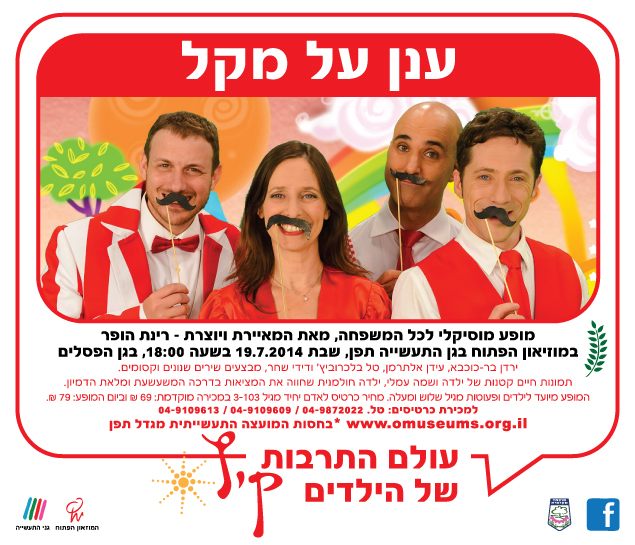 ענן על מקל
מופע מוסיקלי לכל המשפחה, מאת המאיירת ויוצרת - רינת הופר
במוזיאון הפתוח בגן התעשייה תפן, שבת 19.7.2014 בשעה 18:00, בגן הפסלים
ירדן בר-כוכבא, עידן אלתרמן, טל בלכרוביץ' ודידי שחר, מבצעים שירים שנונים וקסומים.
תמונות חיים קטנות של ילדה ושמה עמלי, ילדה חולמנית שחווה את המציאות בדרכה המשעשעת ומלאת הדמיון.
המופע מיועד לילדים ופעוטות מגיל שלוש ומעלה. מחיר כרטיס לאדם יחיד מגיל 3-103 במכירה מוקדמת: 69 ₪ וביום המופע: 79 ₪.
למכירת כרטיסים: טל. 04-9872022 / 04-9109609 / 04-9109613
www.omuseums.org.il *בחסות המועצה התעשייתית מגדל תפן
עולם התרבות
של הילדים
קיץ
המוזיאון הפתוח
גני התעשייה
f